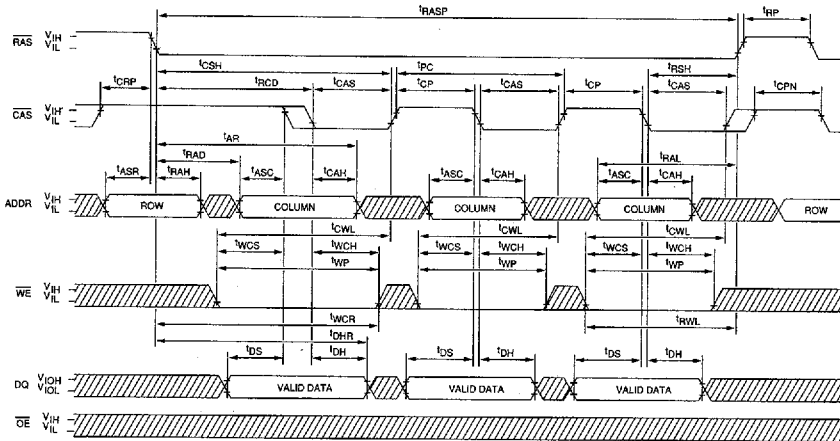 tRASP tRP
RAS VIH
VIL
tCSH tPC tRSH
tCRP tRCD tCAS tCP tCAS tCP tCAS tCPN
CAS VIH
VIL
tAR
tRAD tRAL
tASR tRAH tASC tCAH tASC tCAH tASC tCAH
ADDR VIH
VIL
ROW COLUMN COLUMN COLUMN ROW
tCWL tCWL tCWL
tWCS tWCH tWCS tWCH tWCS tWCH
tWP tWP tWP
WE VIH
VIL
tWCR tRWL
tDHR
tDS tDH tDS tDH tDS tDH
DQ VIOH
VIOL
VALID DATA VALID DATA VALID DATA
OE VIH
VIL